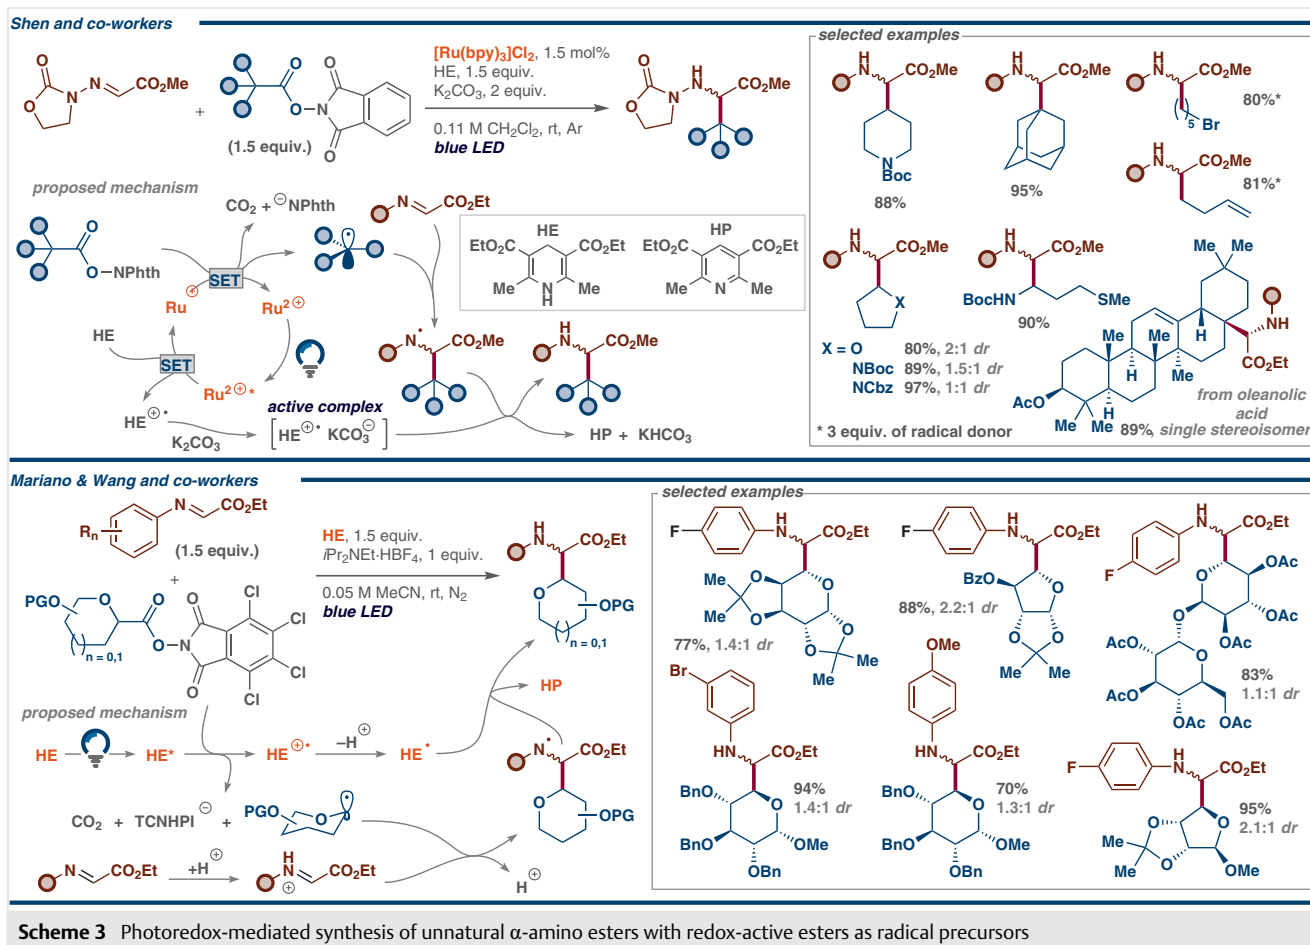 Shen and co-workers
O
N
N
CO₂Me
O
+
O
O
N
O
O
(1.5 equiv.)
[Ru(bpy)₃]Cl₂, 1.5 mol%
HE, 1.5 equiv.
K₂CO₃, 2 equiv.
0.11 M CH₂Cl₂, rt, Ar
blue LED
O
H
N
N
CO₂Me
O
proposed mechanism
O
O
NPhth
CO₂ + ⊖NPhth
SET
Ru⊕
Ru²⊕
HE
SET
Ru²⊕*
HE⊕•
K₂CO₃
active complex
[HE⊕• KCO₃⊖]
N
CO₂Et
HE
EtO₂C
CO₂Et
Me
N
H
Me
HP
EtO₂C
CO₂Et
Me
N
Me
N•
CO₂Me
H
N
CO₂Me
HP + KHCO₃
selected examples
H
N
CO₂Me
N
Boc
88%
H
N
CO₂Me
95%
H
N
CO₂Me
5
Br
80%*
H
N
CO₂Me
81%*
H
N
CO₂Me
X
X = O 80%, 2:1 dr
NBoc 89%, 1.5:1 dr
NCbz 97%, 1:1 dr
H
N
CO₂Me
BocHN
SMe
90%
Me Me
H
HN
CO₂Et
Me Me
H
Me
AcO
H
Me Me
from oleanolic
acid
89%, single stereoisomer
* 3 equiv. of radical donor
Mariano & Wang and co-workers
Rₙ
N
CO₂Et
(1.5 equiv.)
+
PGO
O
O
( )n = 0,1
O
N
O
O
Cl
Cl
Cl
Cl
HE, 1.5 equiv.
iPr₂NEt·HBF₄, 1 equiv.
0.05 M MeCN, rt, N₂
blue LED
H
N
CO₂Et
O
OPG
( )n = 0,1
proposed mechanism
HE
HE*
HE⊕•
–H⊕
HE•
HP
CO₂ + TCNHPI⊖ +
PGO
O
N•
CO₂Et
O
OPG
N
CO₂Et
+H⊕
H
N
⊕
CO₂Et
H⊕
selected examples
F
H
N
CO₂Et
O
O
O
O
O
Me
Me
Me
Me
77%, 1.4:1 dr
F
H
N
CO₂Et
BzO
O
O
O
Me Me
88%, 2.2:1 dr
F
H
N
CO₂Et
O
OAc
O
OAc
OAc
OAc
O
AcO
AcO
OAc
OAc
83%
1.1:1 dr
Br
HN
CO₂Et
BnO
O
BnO
OMe
OBn
94%
1.4:1 dr
OMe
HN
CO₂Et
BnO
O
BnO
OMe
OBn
70%
1.3:1 dr
F
H
N
CO₂Et
O
O
O
Me
Me
OMe
95%
2.1:1 dr
Scheme 3 Photoredox-mediated synthesis of unnatural α-amino esters with redox-active esters as radical precursors